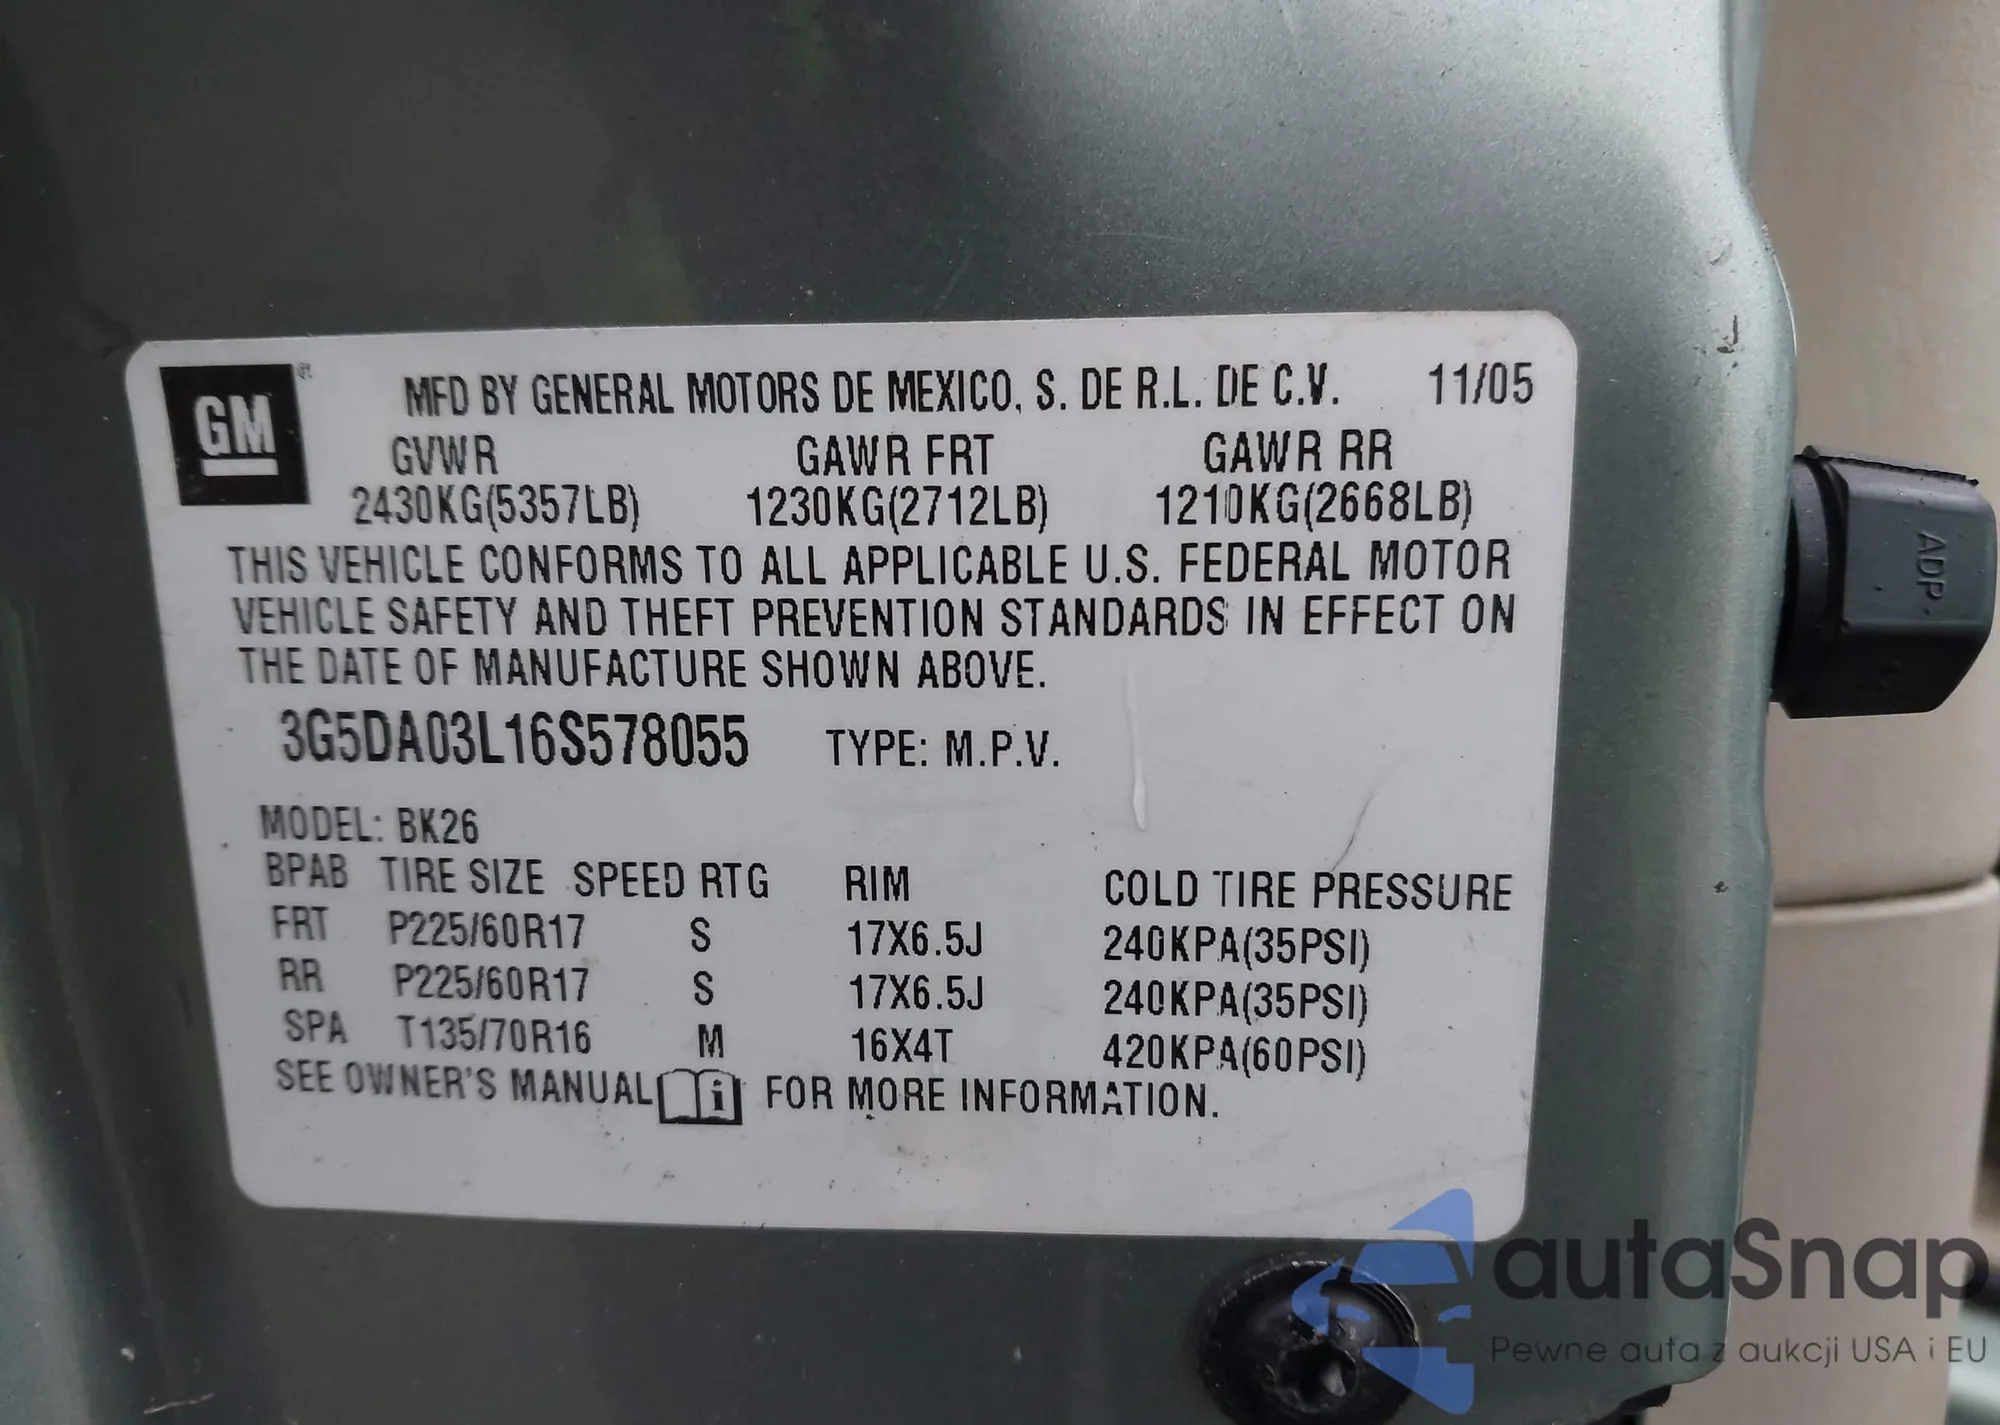 GM
MFD BY GENERAL MOTORS DE MEXICO, S. DE R.L. DE C.V. 11/05
GVWR GAWR FRT GAWR RR
2430KG(5357LB) 1230KG(2712LB) 1210KG(2668LB)
THIS VEHICLE CONFORMS TO ALL APPLICABLE U.S. FEDERAL MOTOR
VEHICLE SAFETY AND THEFT PREVENTION STANDARDS IN EFFECT ON
THE DATE OF MANUFACTURE SHOWN ABOVE.
3G5DA03L16S578055 TYPE: M.P.V.
MODEL: BK26
BPAB TIRE SIZE SPEED RTG RIM COLD TIRE PRESSURE
FRT P225/60R17 S 17X6.5J 240KPA(35PSI)
RR P225/60R17 S 17X6.5J 240KPA(35PSI)
SPA T135/70R16 M 16X4T 420KPA(60PSI)
SEE OWNER'S MANUAL i FOR MORE INFORMATION.
ADP.
autaSnap
Pewne auta z aukcji USA i EU